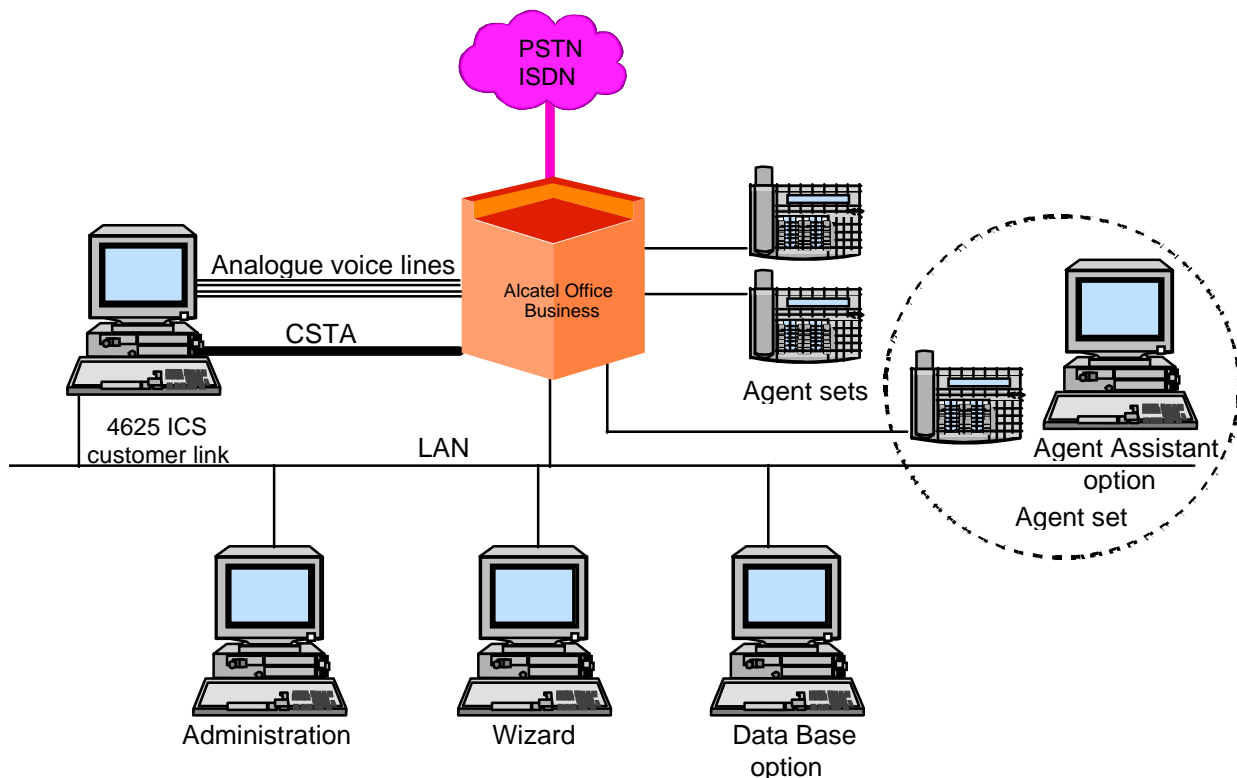 PSTN
ISDN
Analogue voice lines
Alcatel Office
Business
CSTA
Agent sets
4625 ICS
customer link
LAN
Agent Assistant
option
Agent set
Administration
Wizard
Data Base
option